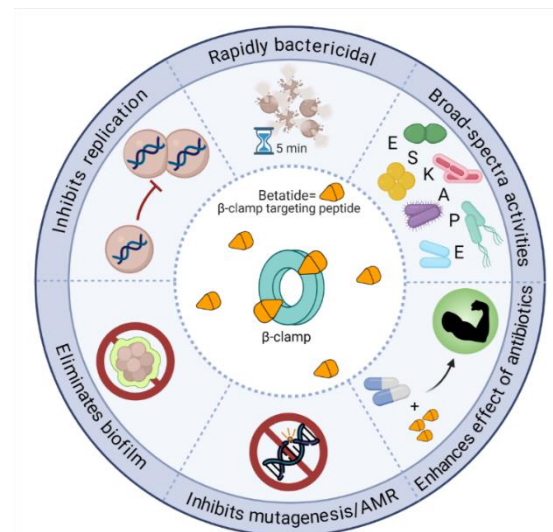 Rapidly bactericidal
Broad-spectra activities
Enhances effect of antibiotics
Inhibits mutagenesis/AMR
Eliminates biofilm
Inhibits replication
5 min
E
S
K
A
P
E
Betatide=
β-clamp targeting peptide
β-clamp
+